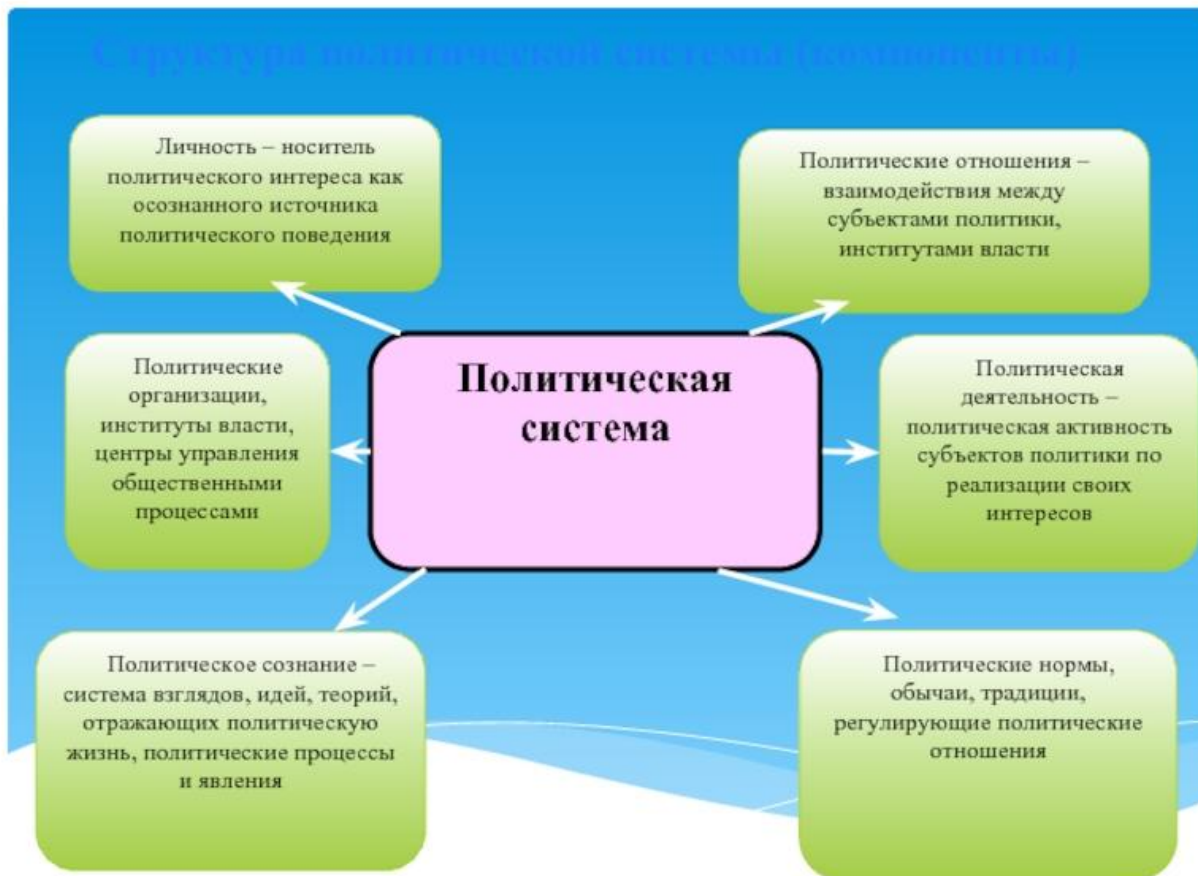 Структура политической системы (компоненты)
Личность – носитель
политического интереса как
осознанного источника
политического поведения
Политические отношения –
взаимодействия между
субъектами политики,
институтами власти
Политические
организации,
институты власти,
центры управления
общественными
процессами
Политическая
система
Политическая
деятельность –
политическая активность
субъектов политики по
реализации своих
интересов
Политическое сознание –
система взглядов, идей, теорий,
отражающих политическую
жизнь, политические процессы
и явления
Политические нормы,
обычаи, традиции,
регулирующие политические
отношения